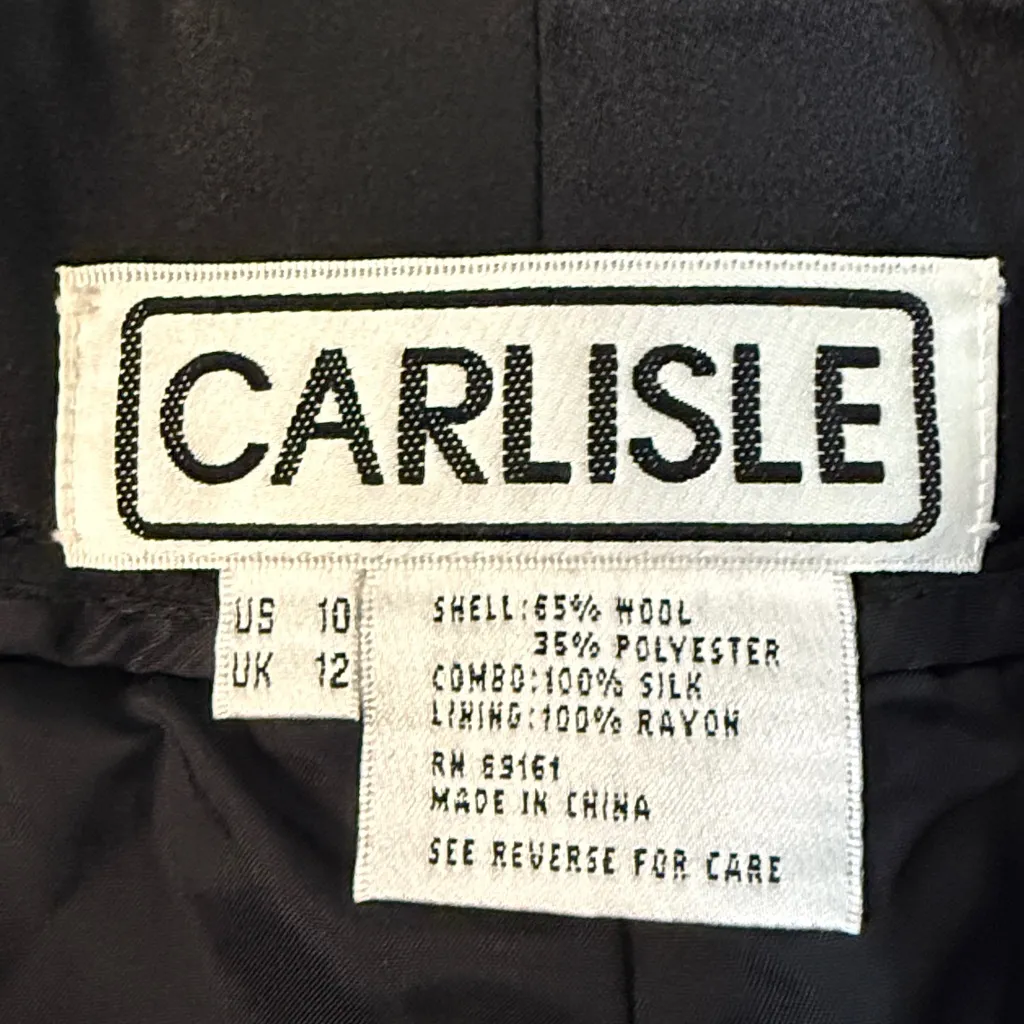 CARLISLE
US 10
UK 12
SHELL:65% WOOL
35% POLYESTER
COMBO:100% SILK
LINING:100% RAYON
RN 69161
MADE IN CHINA
SEE REVERSE FOR CARE